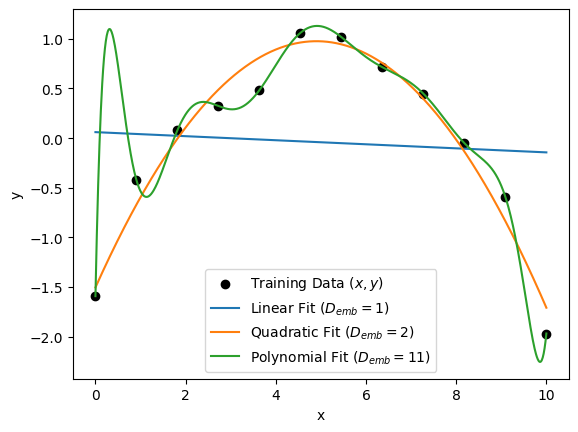 1.0
0.5
0.0
−0.5
−1.0
−1.5
−2.0
y
Training Data (x, y)
Linear Fit (D_emb = 1)
Quadratic Fit (D_emb = 2)
Polynomial Fit (D_emb = 11)
0 2 4 6 8 10
x